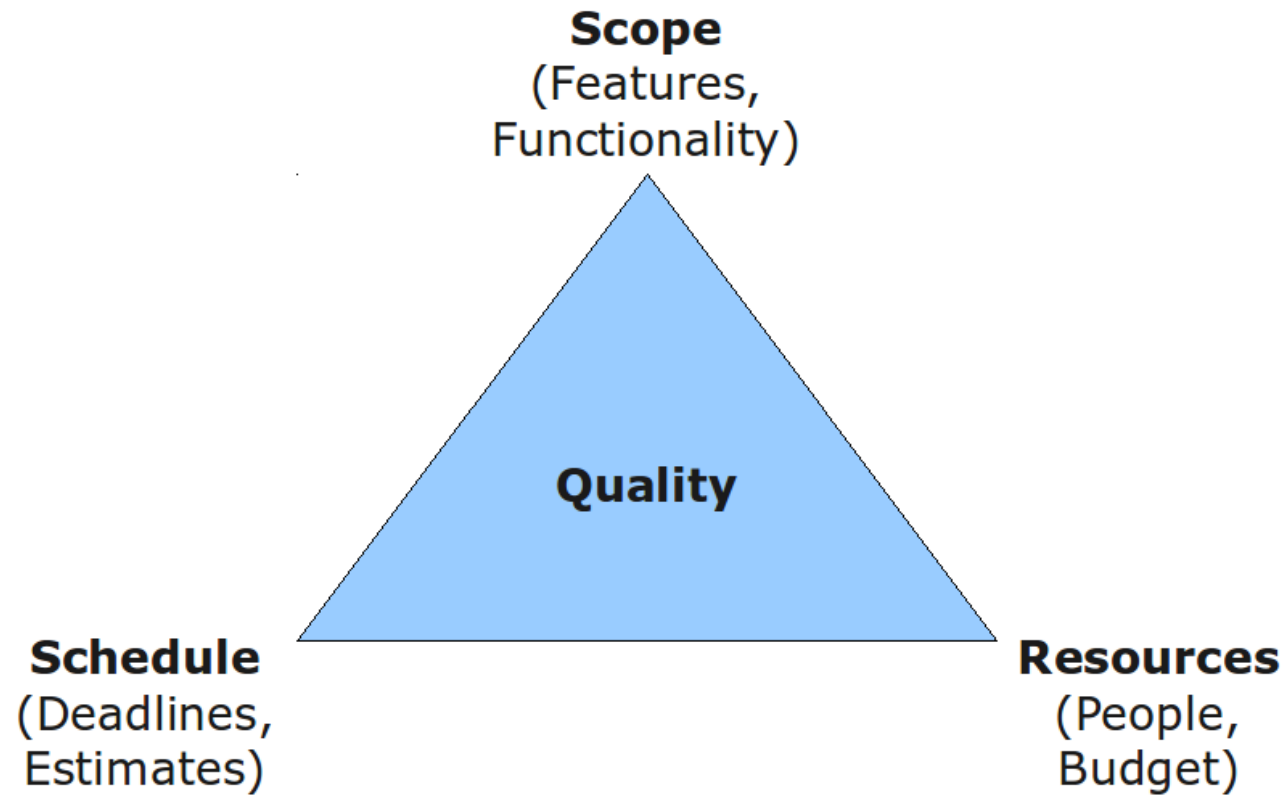 Scope
(Features,
Functionality)
Quality
Schedule
(Deadlines,
Estimates)
Resources
(People,
Budget)